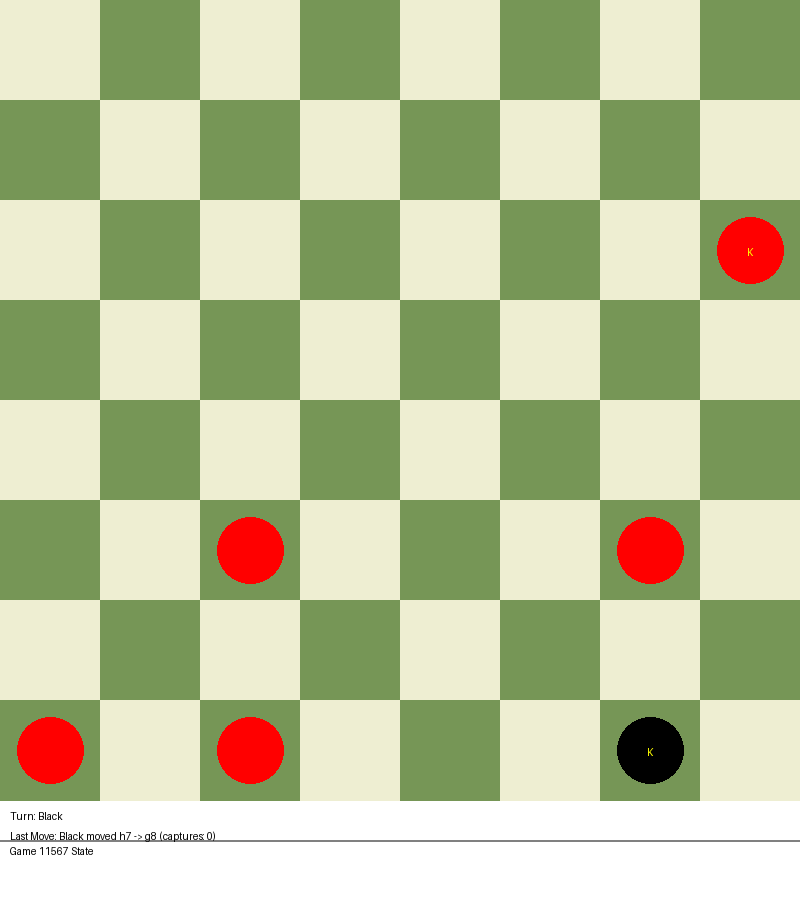 K
K
Turn: Black
Last Move: Black moved h7 -> g8 (captures: 0)
Game 11567 State